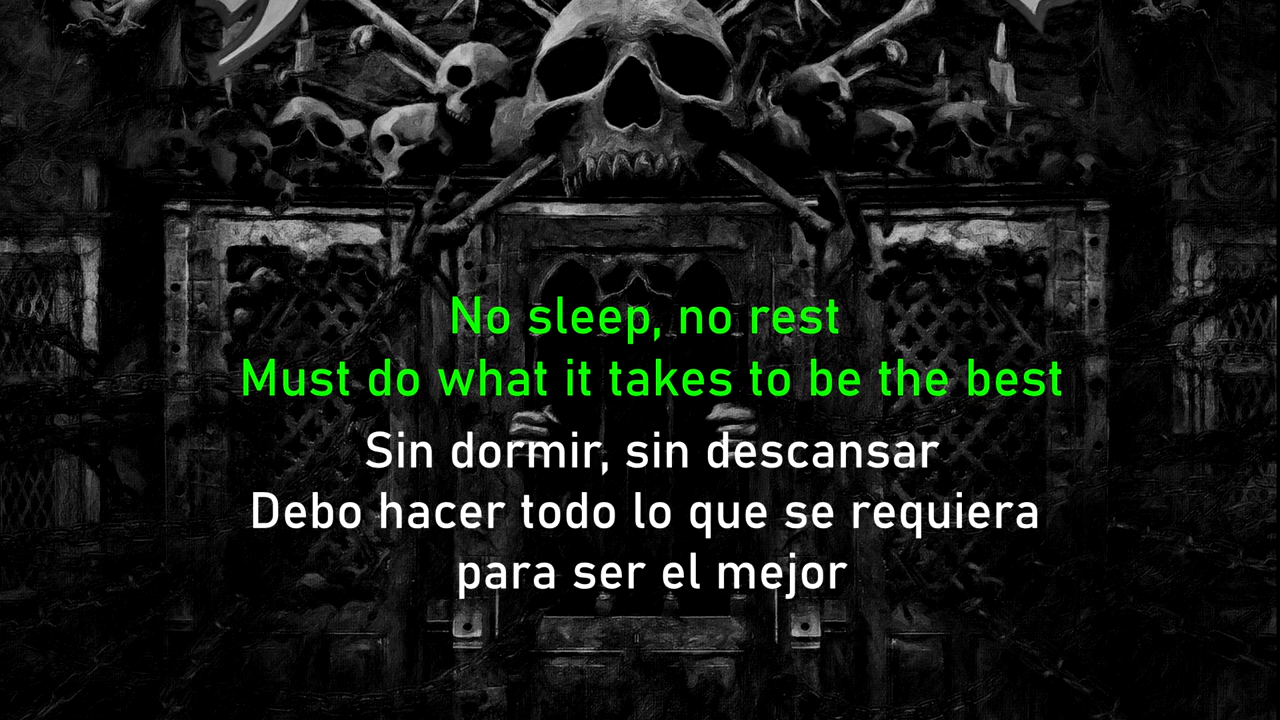 No sleep, no rest
Must do what it takes to be the best
Sin dormir, sin descansar
Debo hacer todo lo que se requiera
para ser el mejor